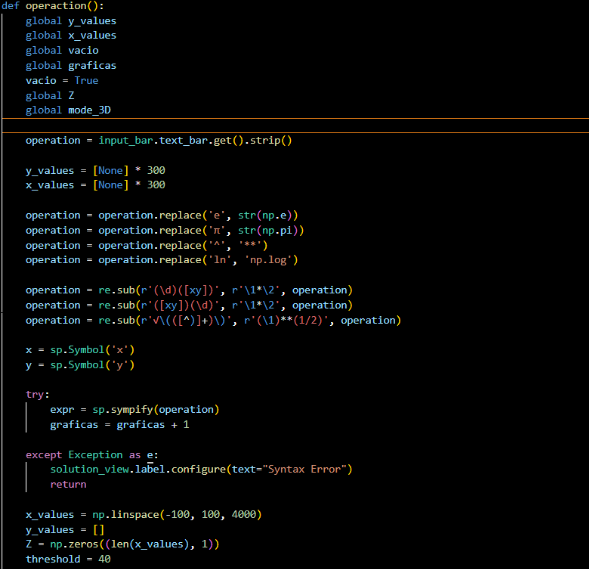 def operaction():
global y_values
global x_values
global vacio
global graficas
vacio = True
global Z
global mode_3D
operation = input_bar.text_bar.get().strip()
y_values = [None] * 300
x_values = [None] * 300
operation = operation.replace('e', str(np.e))
operation = operation.replace('π', str(np.pi))
operation = operation.replace('^', '**')
operation = operation.replace('ln', 'np.log')
operation = re.sub(r'(\d)([xy])', r'\1*\2', operation)
operation = re.sub(r'([xy])(\d)', r'\1*\2', operation)
operation = re.sub(r'√\(([^)]+)\)', r'(\1)**(1/2)', operation)
x = sp.Symbol('x')
y = sp.Symbol('y')
try:
expr = sp.sympify(operation)
graficas = graficas + 1
except Exception as e:
solution_view.label.configure(text="Syntax Error")
return
x_values = np.linspace(-100, 100, 4000)
y_values = []
Z = np.zeros((len(x_values), 1))
threshold = 40